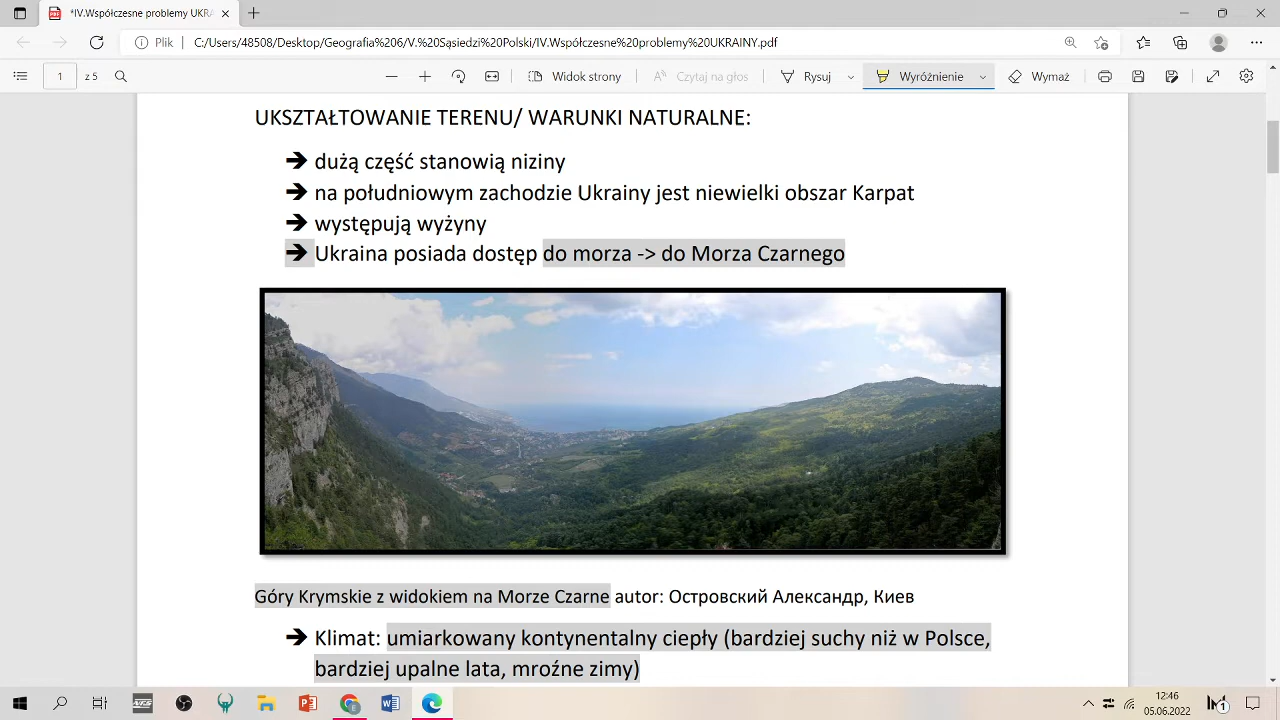 *IV.Współczesne problemy UKRA
Plik
C:/Users/48508/Desktop/Geografia%206/V.%20Sąsiedzi%20Polski/IV.Współczesne%20problemy%20UKRAINY.pdf
1 z 5
Widok strony
Czytaj na głos
Rysuj
Wyróżnienie
Wymaż
UKSZTAŁTOWANIE TERENU/ WARUNKI NATURALNE:
➔ dużą część stanowią niziny
➔ na południowym zachodzie Ukrainy jest niewielki obszar Karpat
➔ występują wyżyny
➔ Ukraina posiada dostęp do morza -> do Morza Czarnego
Góry Krymskie z widokiem na Morze Czarne autor: Островский Александр, Киев
➔ Klimat: umiarkowany kontynentalny ciepły (bardziej suchy niż w Polsce,
bardziej upalne lata, mroźne zimy)
12:46
05.06.2022
1